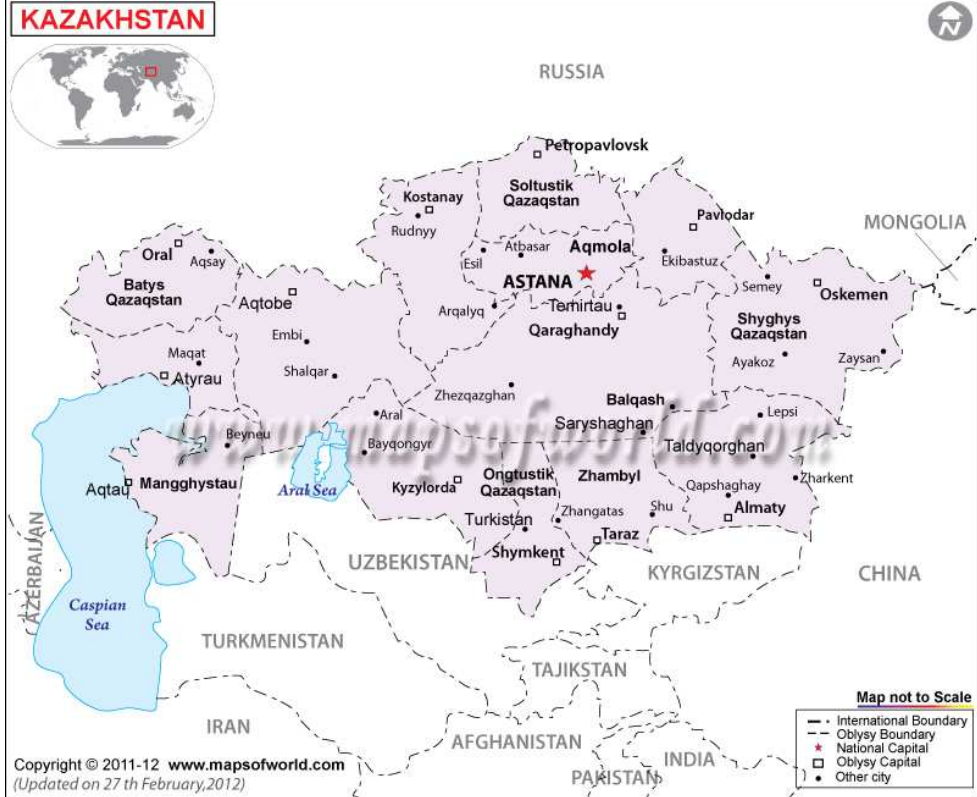 KAZAKHSTAN
N
RUSSIA
MONGOLIA
Petropavlovsk
Soltustik
Qazaqstan
Kostanay
Rudnyy
Pavlodar
Ekibastuz
Esil
Atbasar
Aqmola
ASTANA
Oral
Aqsay
Batys
Qazaqstan
Aqtobe
Embi
Shalqar
Arqalyq
Temirtau
Qaraghandy
Semey
Oskemen
Shyghys
Qazaqstan
Ayakoz
Zaysan
Maqat
Atyrau
Zhezqazghan
Balqash
Saryshaghan
Lepsi
Taldyqorghan
Aral
Bayqongyr
Beyneu
www.mapsofworld.com
Aral Sea
Aqtau
Mangghystau
Kyzylorda
Ongtustik
Qazaqstan
Zhambyl
Qapshaghay
Zharkent
Almaty
Turkistan
Zhangatas
Shu
Taraz
Shymkent
AZERBAIJAN
Caspian
Sea
UZBEKISTAN
KYRGIZSTAN
CHINA
TURKMENISTAN
TAJIKSTAN
IRAN
AFGHANISTAN
PAKISTAN
INDIA
Map not to Scale
International Boundary
Oblysy Boundary
National Capital
Oblysy Capital
Other city
Copyright © 2011-12 www.mapsofworld.com
(Updated on 27 th February,2012)